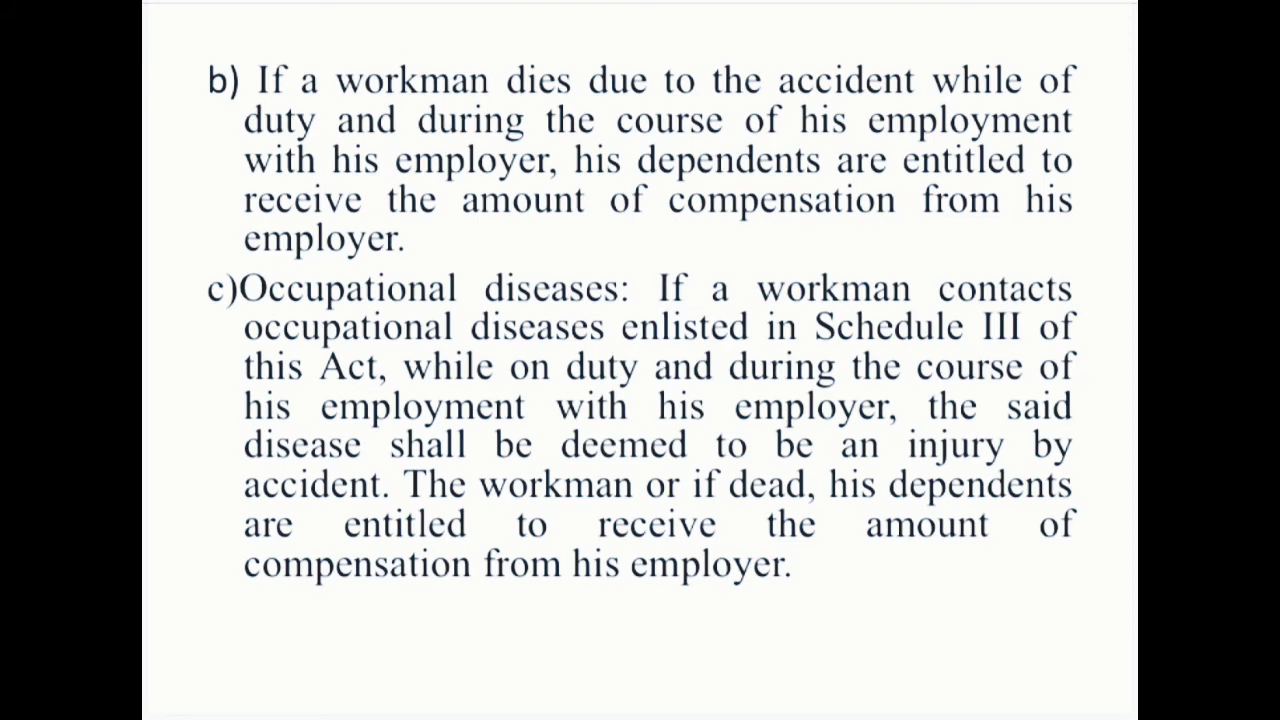 b) If a workman dies due to the accident while of
duty and during the course of his employment
with his employer, his dependents are entitled to
receive the amount of compensation from his
employer.
c)Occupational diseases: If a workman contacts
occupational diseases enlisted in Schedule III of
this Act, while on duty and during the course of
his employment with his employer, the said
disease shall be deemed to be an injury by
accident. The workman or if dead, his dependents
are entitled to receive the amount of
compensation from his employer.